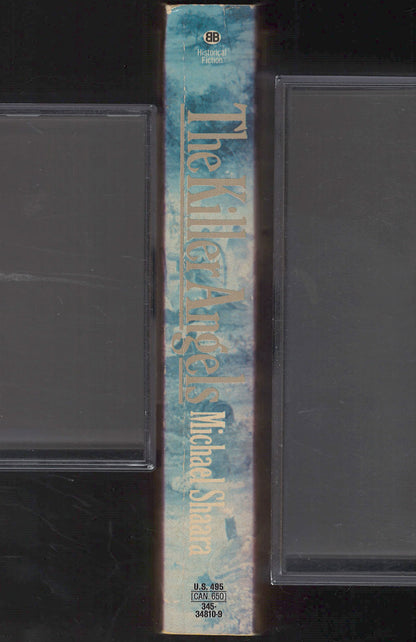 BB
Historical
Fiction
The Killer Angels
Michael Shaara
U.S. 495
CAN. 650
345-
34810-9